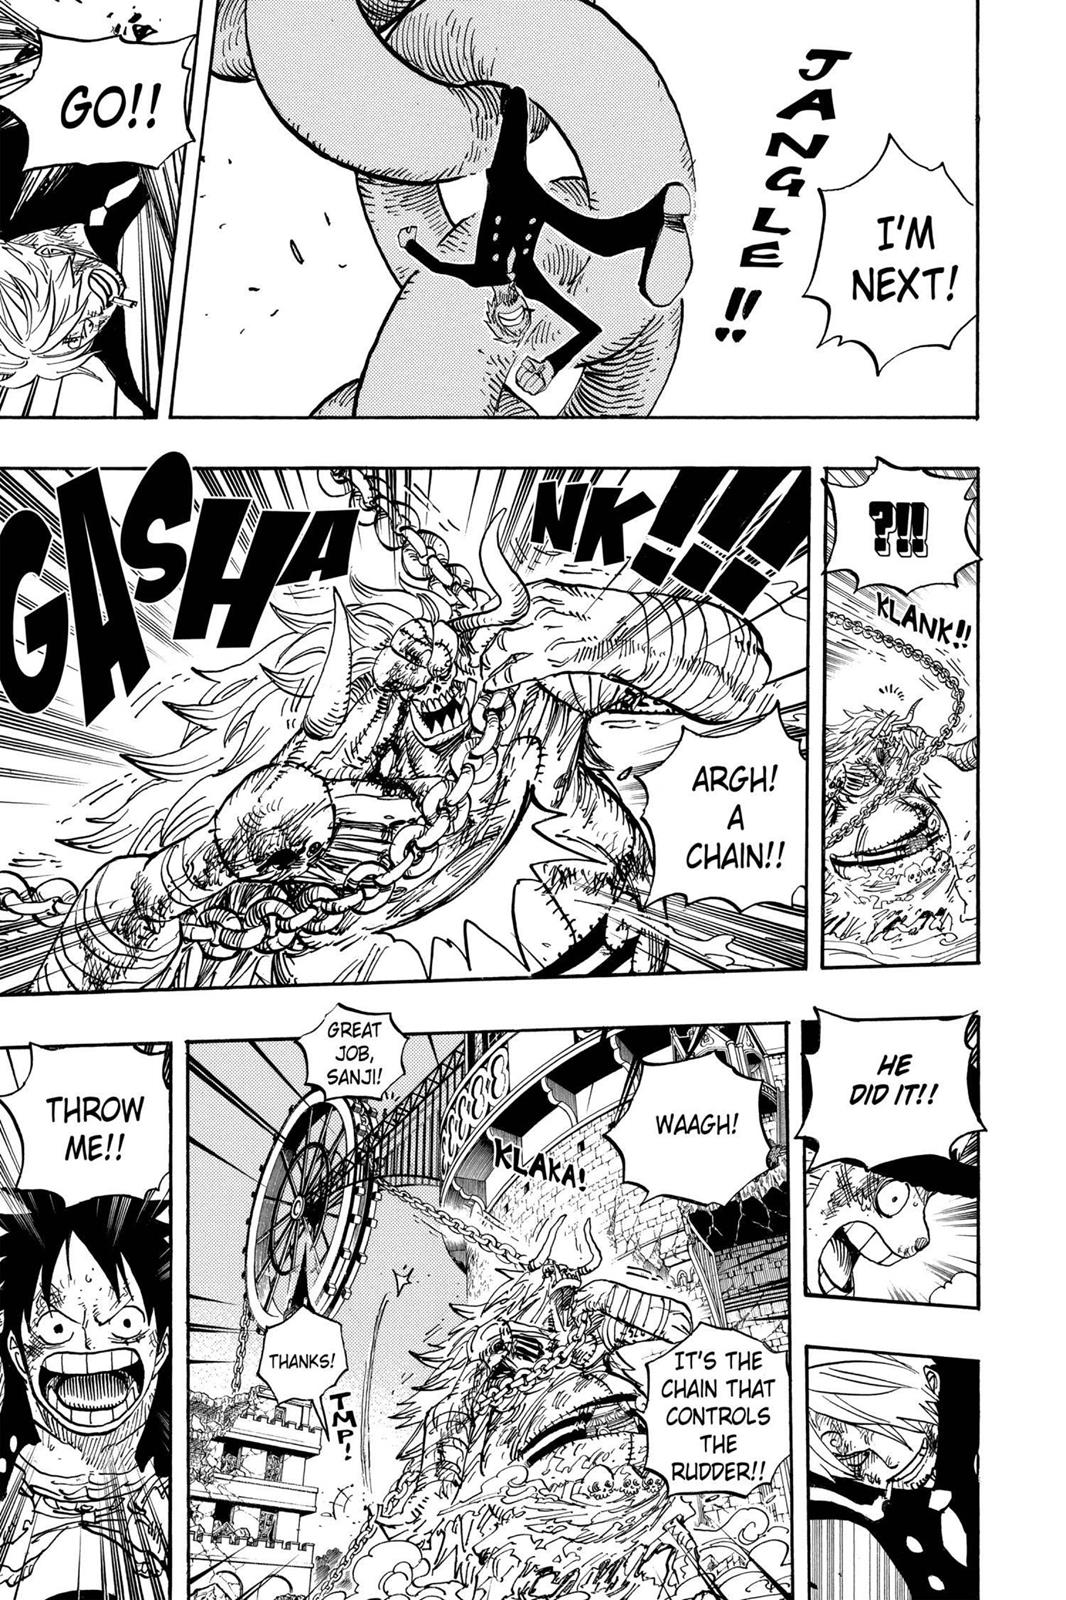 I'M
NEXT!
JANGLE!!
GO!!
?!!
KLANK!!
GASHANK!!!
ARGH!
A
CHAIN!!
HE
DID IT!!
WAAGH!
KLAKA!
GREAT
JOB,
SANJI!
IT'S THE
CHAIN THAT
CONTROLS
THE
RUDDER!!
THANKS!
TMP!
THROW
ME!!